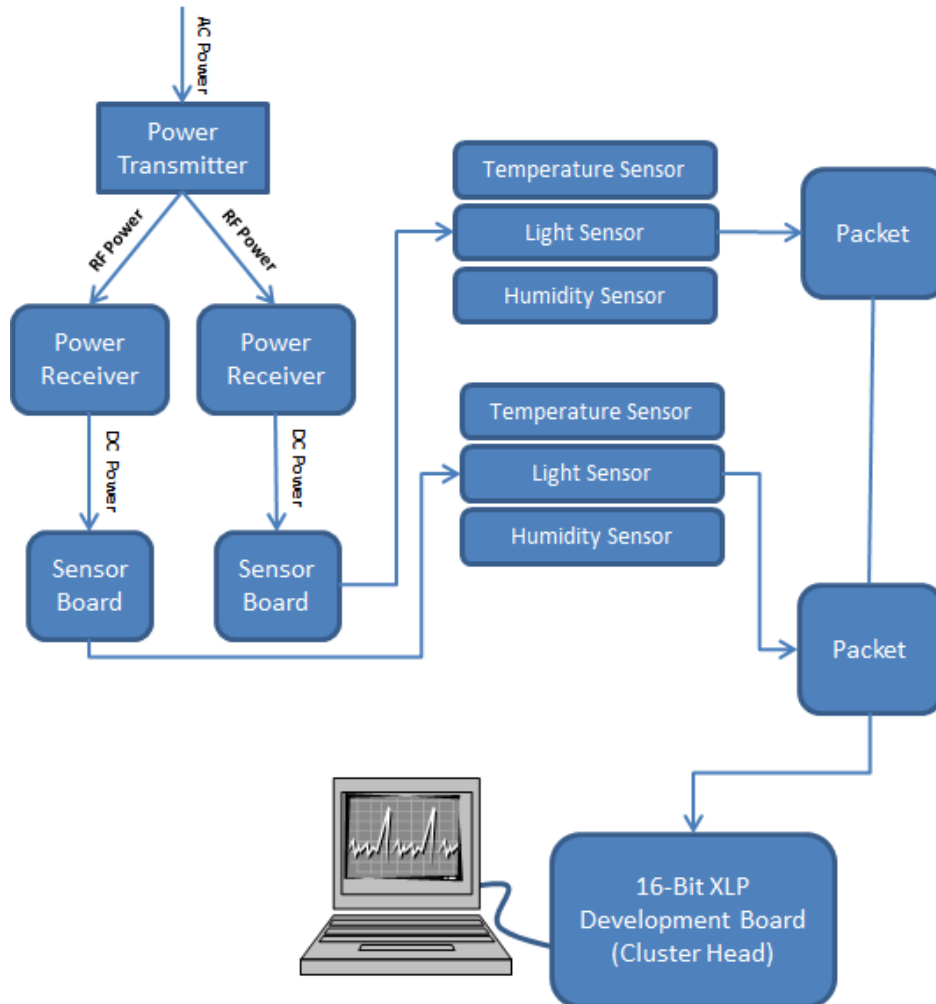 AC Power
Power
Transmitter
RF Power
RF Power
Power
Receiver
Power
Receiver
DC Power
DC Power
Sensor
Board
Sensor
Board
Temperature Sensor
Light Sensor
Humidity Sensor
Packet
Temperature Sensor
Light Sensor
Humidity Sensor
Packet
16-Bit XLP
Development Board
(Cluster Head)